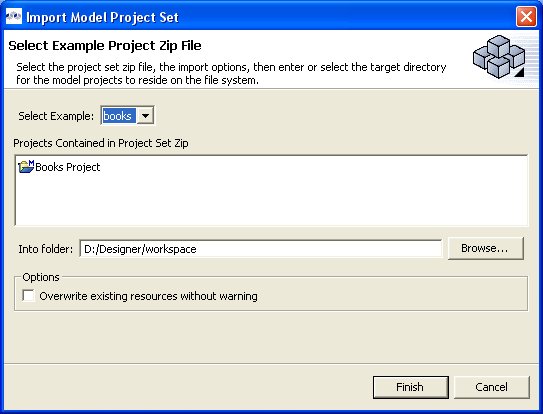 Import Model Project Set
Select Example Project Zip File
Select the project set zip file, the import options, then enter or select the target directory
for the model projects to reside on the file system.
Select Example: books
Projects Contained in Project Set Zip
Books Project
Into folder: D:/Designer/workspace Browse...
Options
Overwrite existing resources without warning
Finish Cancel